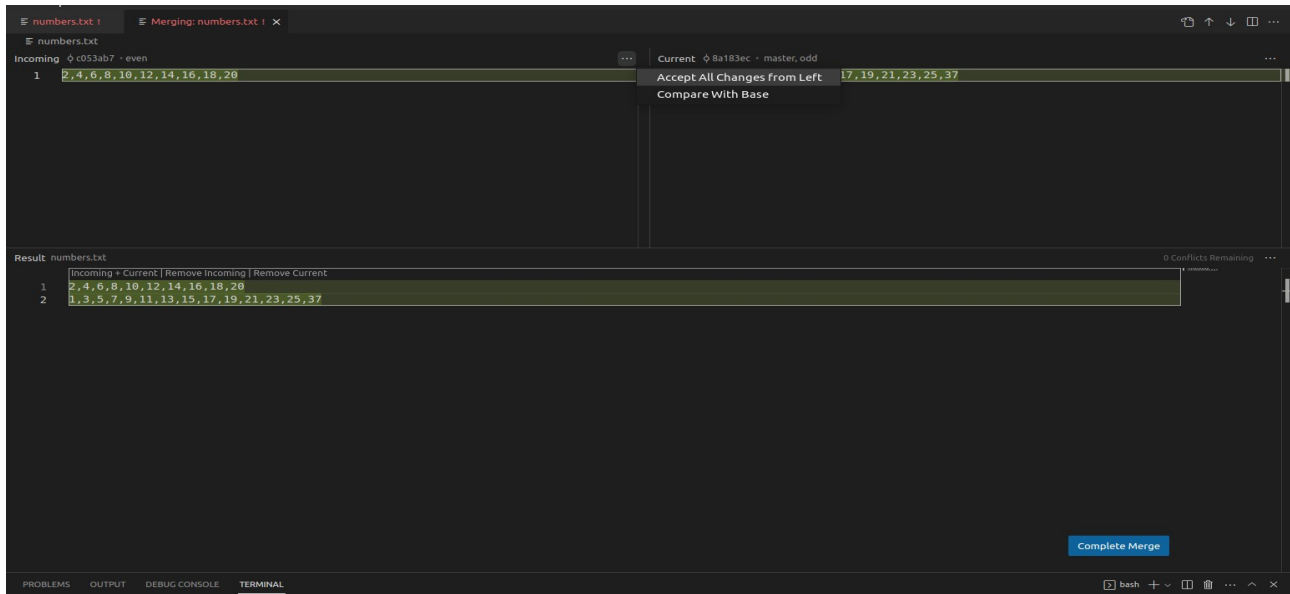 numbers.txt !
Merging: numbers.txt !
numbers.txt
Incoming c053ab7 · even
Current 8a183ec · master, odd
1 2,4,6,8,10,12,14,16,18,20
17,19,21,23,25,37
Accept All Changes from Left
Compare With Base
Result numbers.txt
0 Conflicts Remaining
Incoming + Current | Remove Incoming | Remove Current
1 2,4,6,8,10,12,14,16,18,20
2 1,3,5,7,9,11,13,15,17,19,21,23,25,37
Complete Merge
PROBLEMS OUTPUT DEBUG CONSOLE TERMINAL
bash